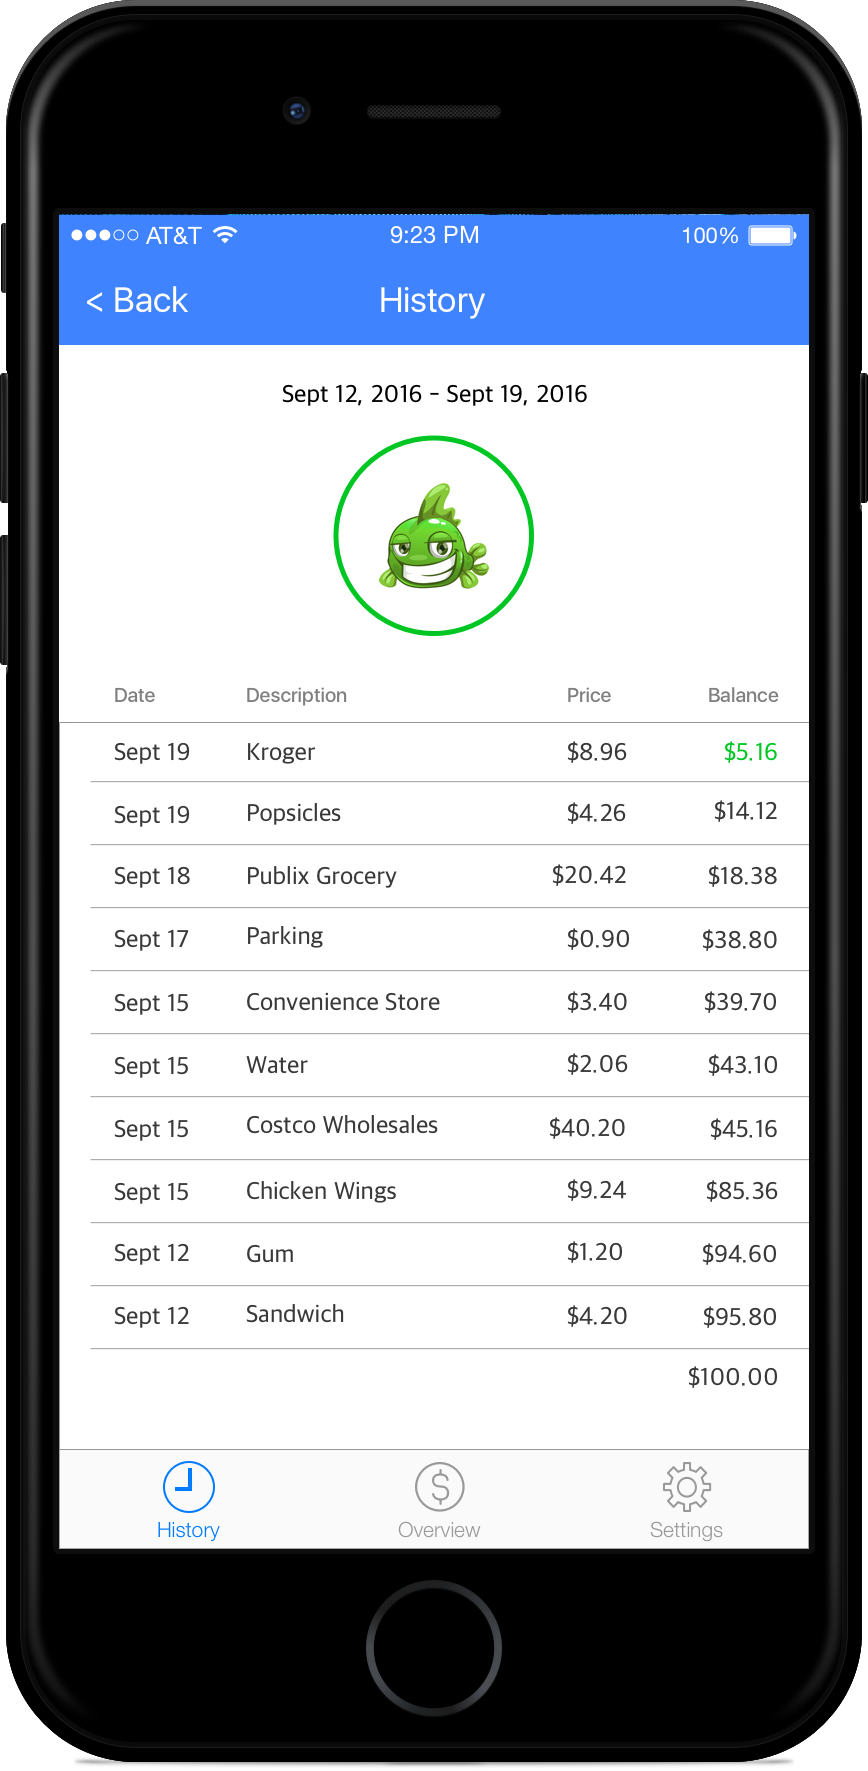 AT&T 9:23 PM 100%
< Back History
Sept 12, 2016 - Sept 19, 2016
Date Description Price Balance
Sept 19 Kroger $8.96 $5.16
Sept 19 Popsicles $4.26 $14.12
Sept 18 Publix Grocery $20.42 $18.38
Sept 17 Parking $0.90 $38.80
Sept 15 Convenience Store $3.40 $39.70
Sept 15 Water $2.06 $43.10
Sept 15 Costco Wholesales $40.20 $45.16
Sept 15 Chicken Wings $9.24 $85.36
Sept 12 Gum $1.20 $94.60
Sept 12 Sandwich $4.20 $95.80
$100.00
History Overview Settings